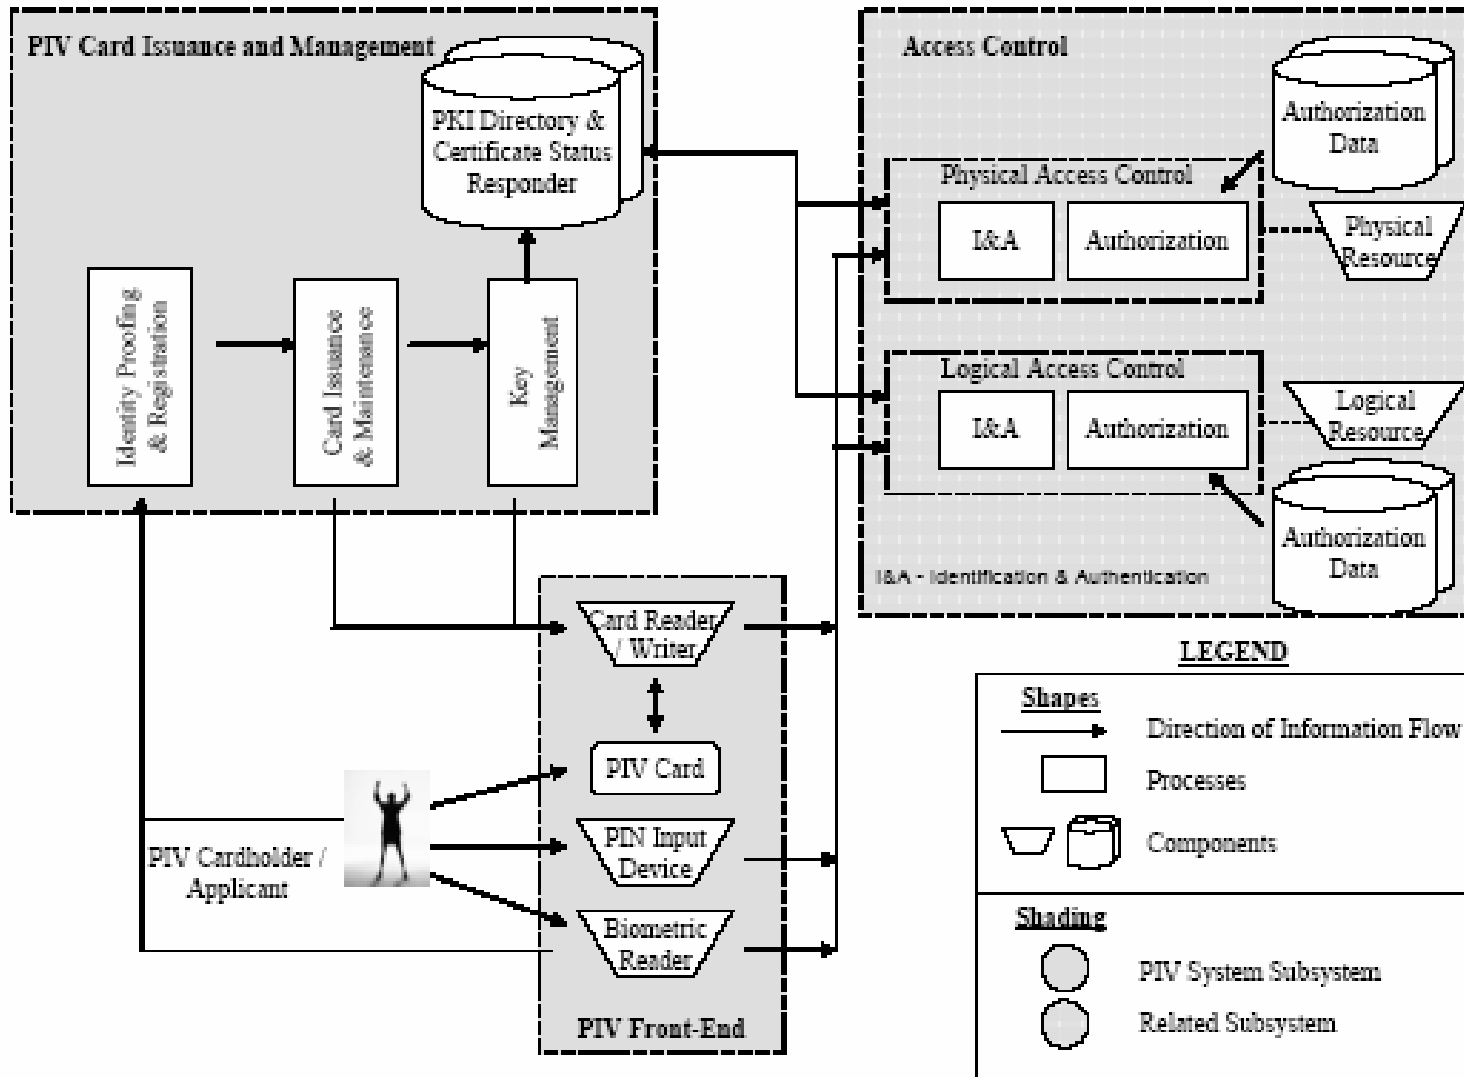 PIV Card Issuance and Management
PKI Directory &
Certificate Status
Responder
Identity Proofing
& Registration
Card Issuance
& Maintenance
Key
Management
Access Control
Authorization
Data
Physical Access Control
I&A
Authorization
Physical
Resource
Logical Access Control
I&A
Authorization
Logical
Resource
Authorization
Data
I&A - Identification & Authentication
Card Reader
/ Writer
PIV Card
PIN Input
Device
Biometric
Reader
PIV Front-End
PIV Cardholder /
Applicant
LEGEND
Shapes
Direction of Information Flow
Processes
Components
Shading
PIV System Subsystem
Related Subsystem